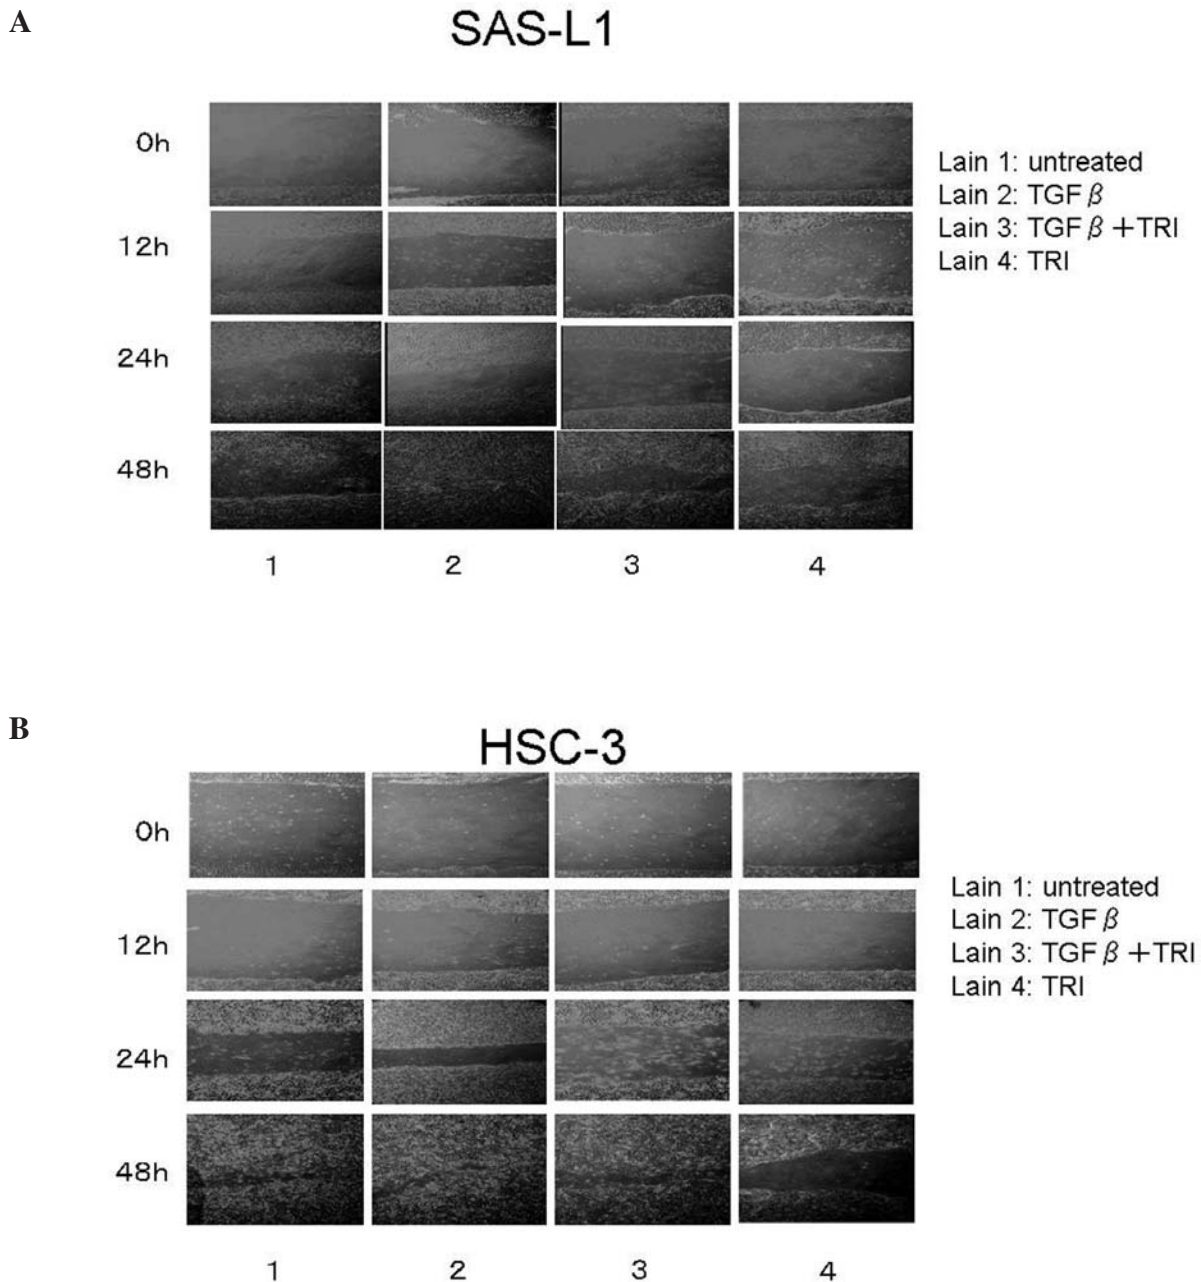 A
SAS-L1
0h
12h
24h
48h
Lain 1: untreated
Lain 2: TGF β
Lain 3: TGF β +TRI
Lain 4: TRI
1 2 3 4
B
HSC-3
0h
12h
24h
48h
Lain 1: untreated
Lain 2: TGF β
Lain 3: TGF β +TRI
Lain 4: TRI
1 2 3 4